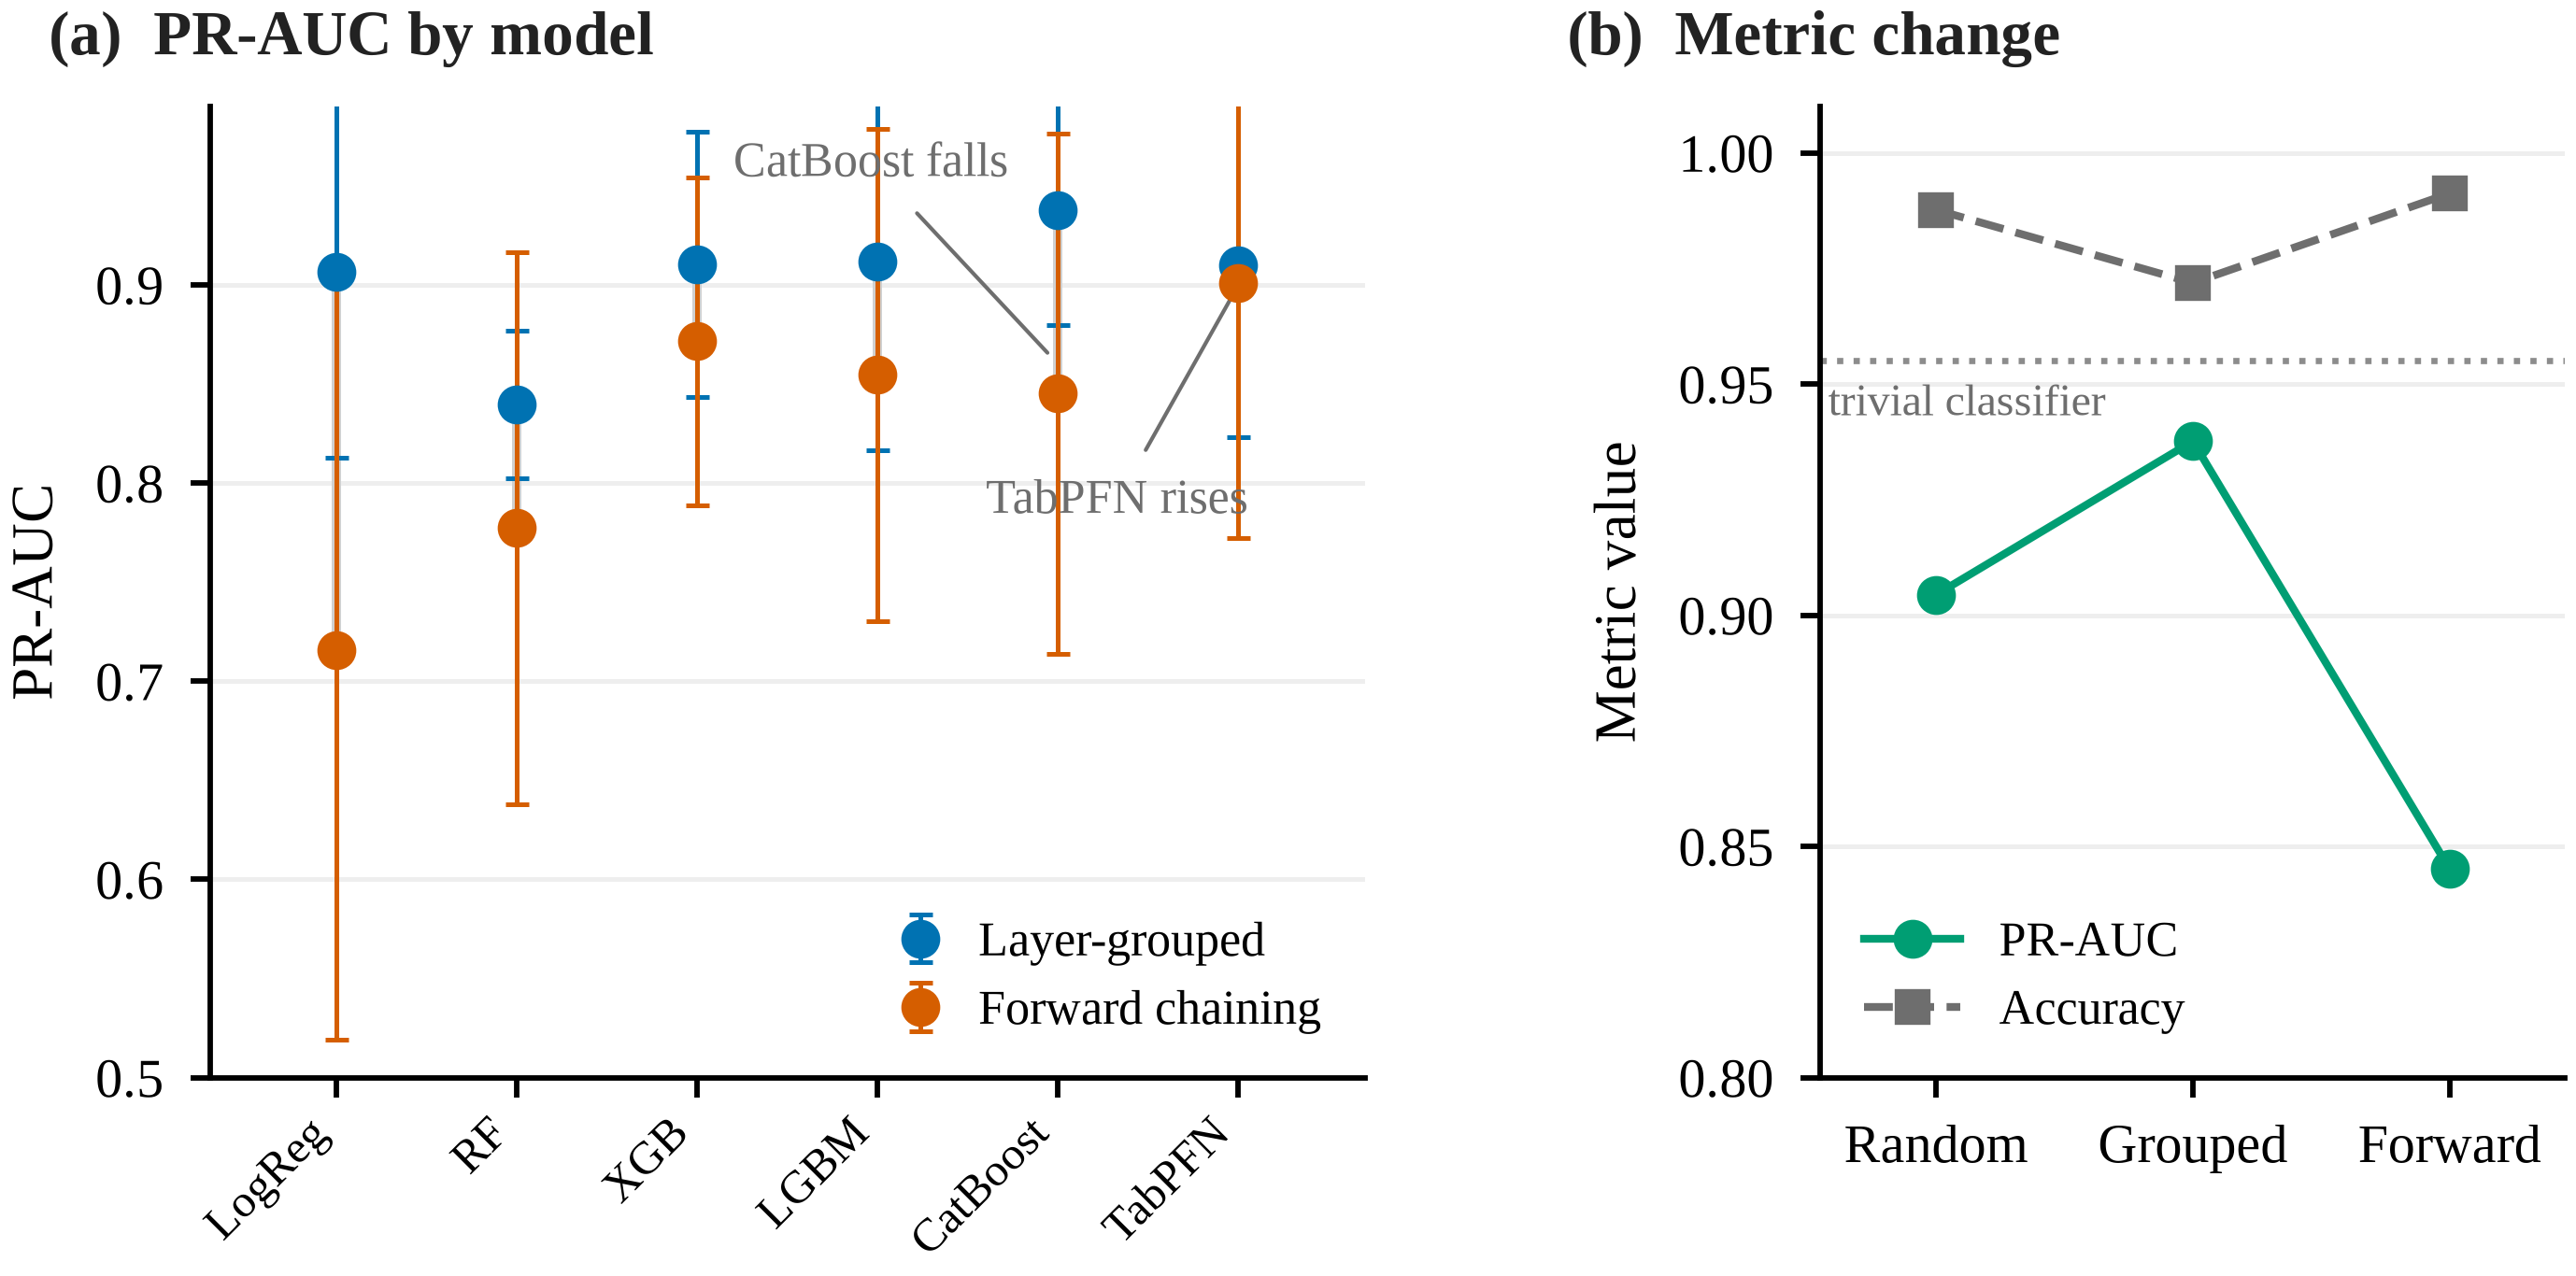 (a) PR-AUC by model
PR-AUC
0.9
0.8
0.7
0.6
0.5
CatBoost falls
TabPFN rises
Layer-grouped
Forward chaining
LogReg
RF
XGB
LGBM
CatBoost
TabPFN
(b) Metric change
Metric value
1.00
0.95
0.90
0.85
0.80
trivial classifier
PR-AUC
Accuracy
Random
Grouped
Forward